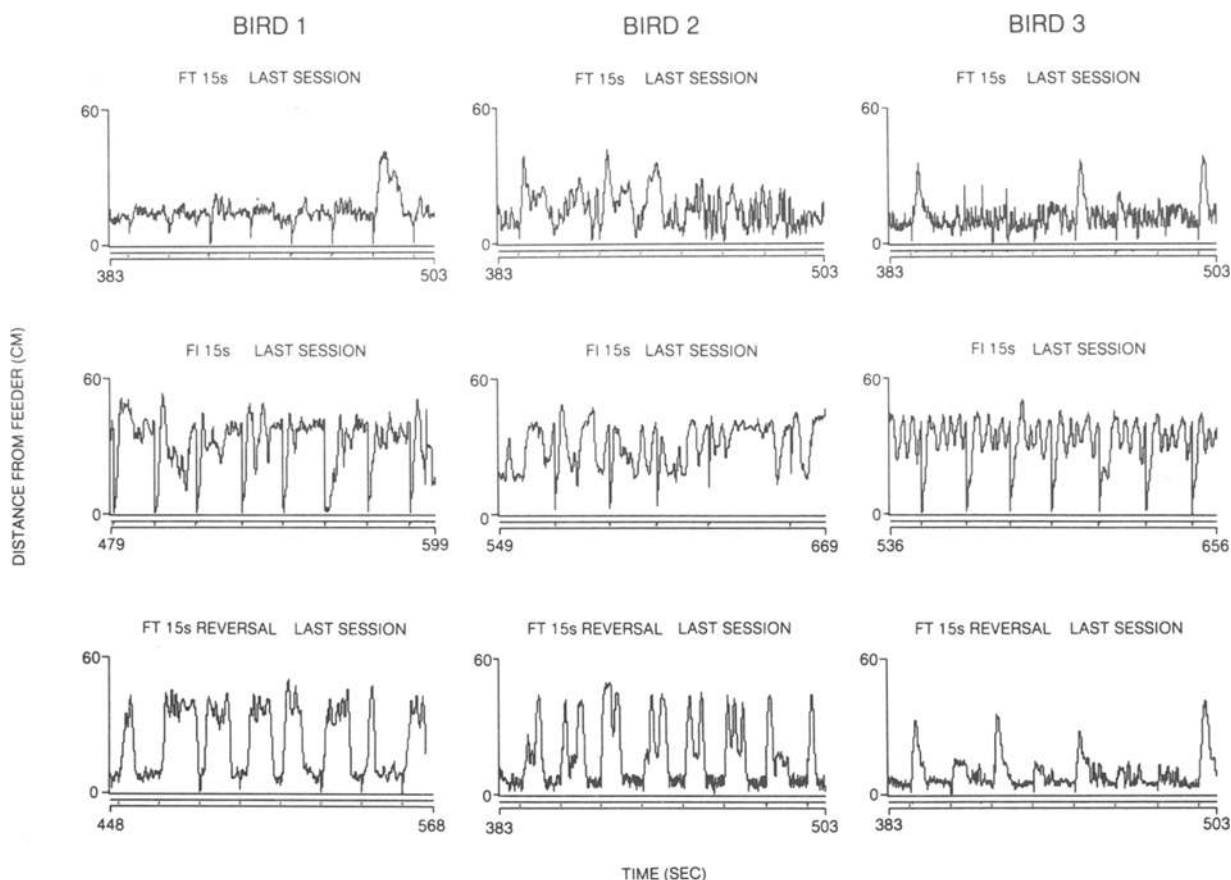 BIRD 1 BIRD 2 BIRD 3
FT 15s LAST SESSION FT 15s LAST SESSION FT 15s LAST SESSION
60 60 60
0 0 0
383 503 383 503 383 503
FI 15s LAST SESSION FI 15s LAST SESSION FI 15s LAST SESSION
60 60 60
0 0 0
479 599 549 669 536 656
DISTANCE FROM FEEDER (CM)
FT 15s REVERSAL LAST SESSION FT 15s REVERSAL LAST SESSION FT 15s REVERSAL LAST SESSION
60 60 60
0 0 0
448 568 383 503 383 503
TIME (SEC)